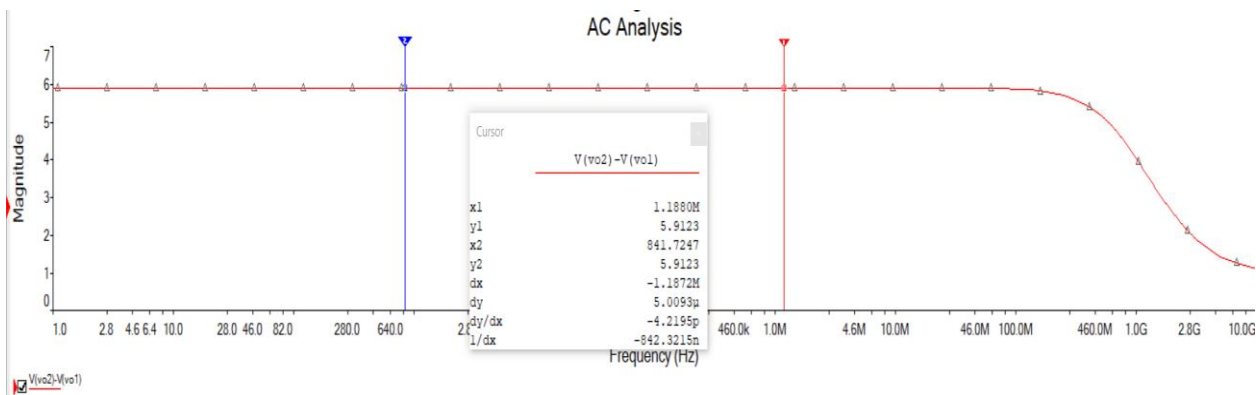 AC Analysis
7
6
5
4
3
2
1
0
Magnitude
Cursor
V(vo2)-V(vo1)
x1 1.1880M
y1 5.9123
x2 841.7247
y2 5.9123
dx -1.1872M
dy 5.0093µ
dy/dx -4.2195p
1/dx -842.3215n
1.0 2.8 4.6 6.4 10.0 28.0 46.0 82.0 280.0 640.0 460.0k 1.0M 4.6M 10.0M 46.0M 100.0M 460.0M 1.0G 2.8G 10.0G
Frequency (Hz)
V(vo2)-V(vo1)